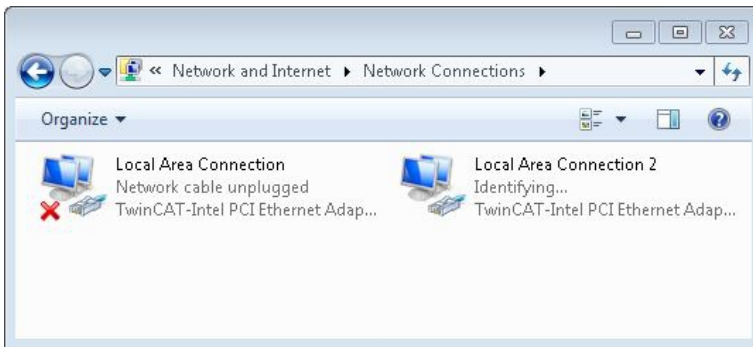 « Network and Internet ▸ Network Connections ▸
Organize
Local Area Connection
Network cable unplugged
TwinCAT-Intel PCI Ethernet Adap...
Local Area Connection 2
Identifying...
TwinCAT-Intel PCI Ethernet Adap...